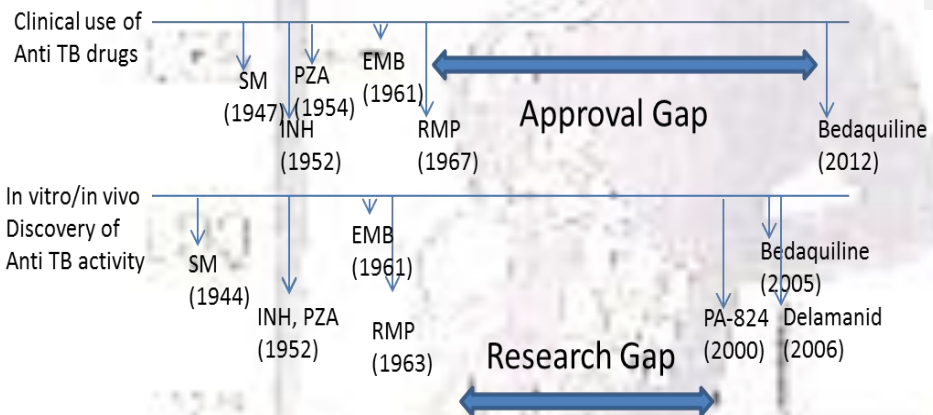 Clinical use of
Anti TB drugs
SM
(1947)
INH
(1952)
PZA
(1954)
EMB
(1961)
RMP
(1967)
Approval Gap
Bedaquiline
(2012)
In vitro/in vivo
Discovery of
Anti TB activity
SM
(1944)
INH, PZA
(1952)
EMB
(1961)
RMP
(1963)
Research Gap
PA-824
(2000)
Bedaquiline
(2005)
Delamanid
(2006)